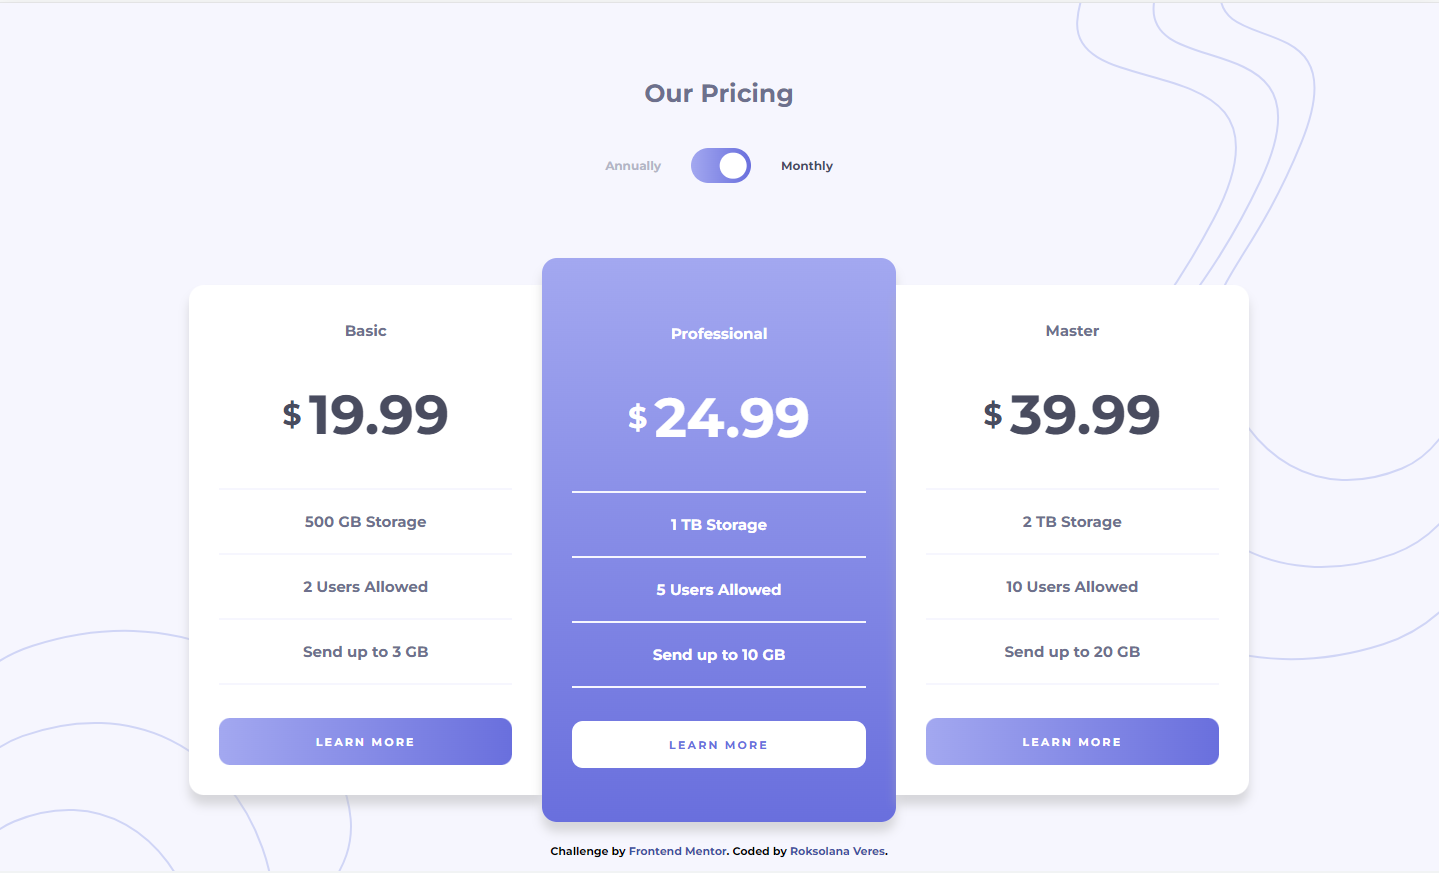 Our Pricing
Annually Monthly
Basic
$ 19.99
500 GB Storage
2 Users Allowed
Send up to 3 GB
LEARN MORE
Professional
$ 24.99
1 TB Storage
5 Users Allowed
Send up to 10 GB
LEARN MORE
Master
$ 39.99
2 TB Storage
10 Users Allowed
Send up to 20 GB
LEARN MORE
Challenge by Frontend Mentor. Coded by Roksolana Veres.